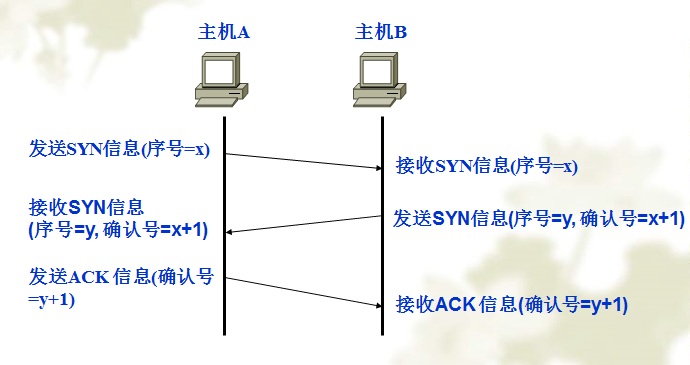 主机A
主机B
发送SYN信息(序号=x)
接收SYN信息(序号=x)
接收SYN信息
(序号=y, 确认号=x+1)
发送SYN信息(序号=y, 确认号=x+1)
发送ACK 信息(确认号
=y+1)
接收ACK 信息(确认号=y+1)